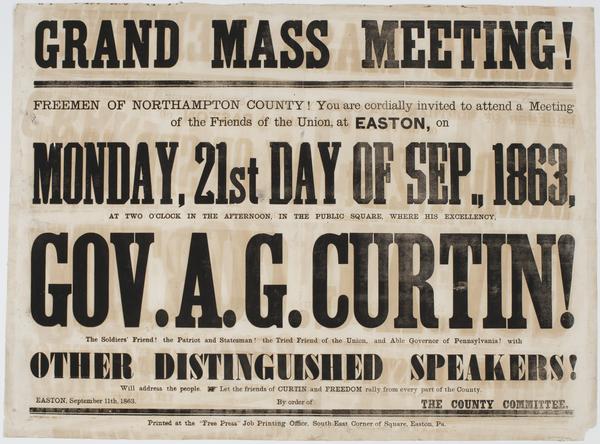 GRAND MASS MEETING!
FREEMEN OF NORTHAMPTON COUNTY! You are cordially invited to attend a Meeting
of the Friends of the Union, at EASTON, on
MONDAY, 21st DAY OF SEP., 1863,
AT TWO O'CLOCK IN THE AFTERNOON, IN THE PUBLIC SQUARE, WHERE HIS EXCELLENCY,
GOV. A. G. CURTIN!
The Soldiers' Friend! the Patriot and Statesman! the Tried Friend of the Union, and Able Governor of Pennsylvania! with
OTHER DISTINGUISHED SPEAKERS!
Will address the people. ☞ Let the friends of CURTIN and FREEDOM rally from every part of the County.
EASTON, September 11th, 1863. By order of THE COUNTY COMMITTEE.
Printed at the "Free Press" Job Printing Office, South East Corner of Square, Easton, Pa.